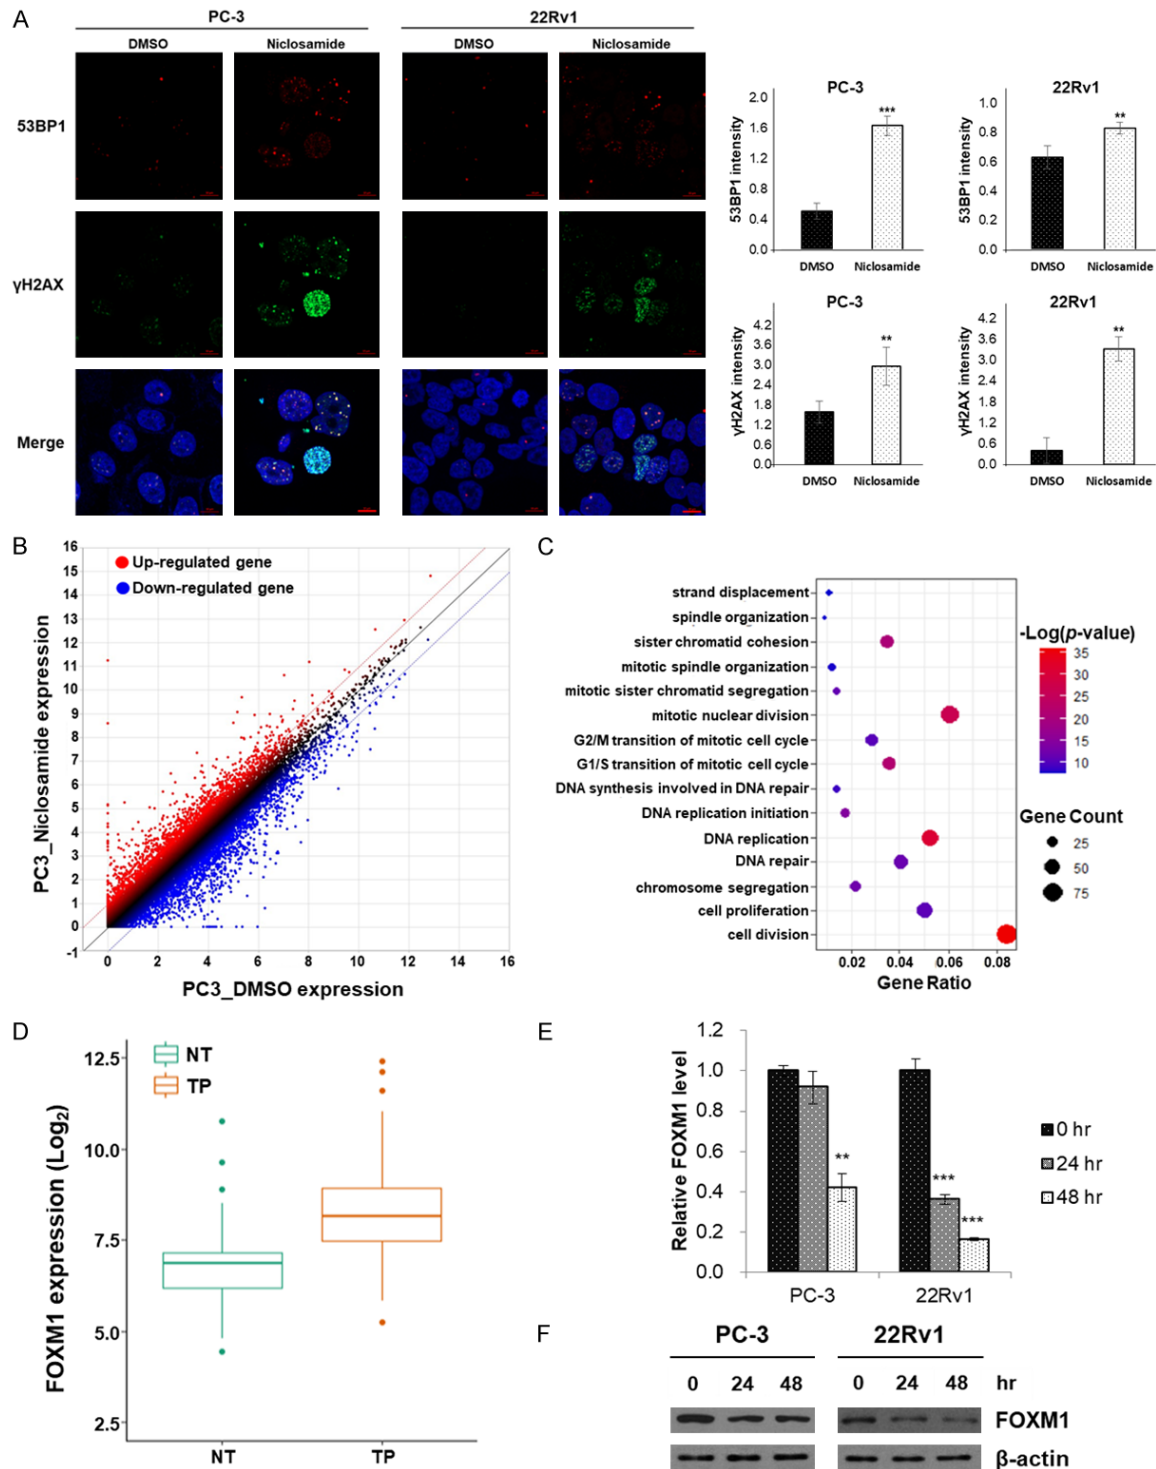 A
PC-3
22Rv1
DMSO
Niclosamide
DMSO
Niclosamide
53BP1
γH2AX
Merge
PC-3
53BP1 intensity
2.0
1.6
1.2
0.8
0.4
0.0
***
DMSO
Niclosamide
22Rv1
53BP1 intensity
1.0
0.8
0.6
0.4
0.2
0.0
**
DMSO
Niclosamide
PC-3
γH2AX intensity
4.2
3.6
3.0
2.4
1.8
1.2
0.6
0.0
**
DMSO
Niclosamide
22Rv1
γH2AX intensity
4.2
3.6
3.0
2.4
1.8
1.2
0.6
0.0
**
DMSO
Niclosamide
B
Up-regulated gene
Down-regulated gene
PC3_Niclosamide expression
16
15
14
13
12
11
10
9
8
7
6
5
4
3
2
1
0
-1
0
2
4
6
8
10
12
14
16
PC3_DMSO expression
C
strand displacement
spindle organization
sister chromatid cohesion
mitotic spindle organization
mitotic sister chromatid segregation
mitotic nuclear division
G2/M transition of mitotic cell cycle
G1/S transition of mitotic cell cycle
DNA synthesis involved in DNA repair
DNA replication initiation
DNA replication
DNA repair
chromosome segregation
cell proliferation
cell division
0.02
0.04
0.06
0.08
Gene Ratio
-Log(p-value)
35
30
25
20
15
10
Gene Count
25
50
75
D
NT
TP
FOXM1 expression (Log2)
12.5
10.0
7.5
5.0
2.5
NT
TP
E
Relative FOXM1 level
1.2
1.0
0.8
0.6
0.4
0.2
0.0
**
***
***
PC-3
22Rv1
0 hr
24 hr
48 hr
F
PC-3
22Rv1
0 24 48 0 24 48 hr
FOXM1
β-actin